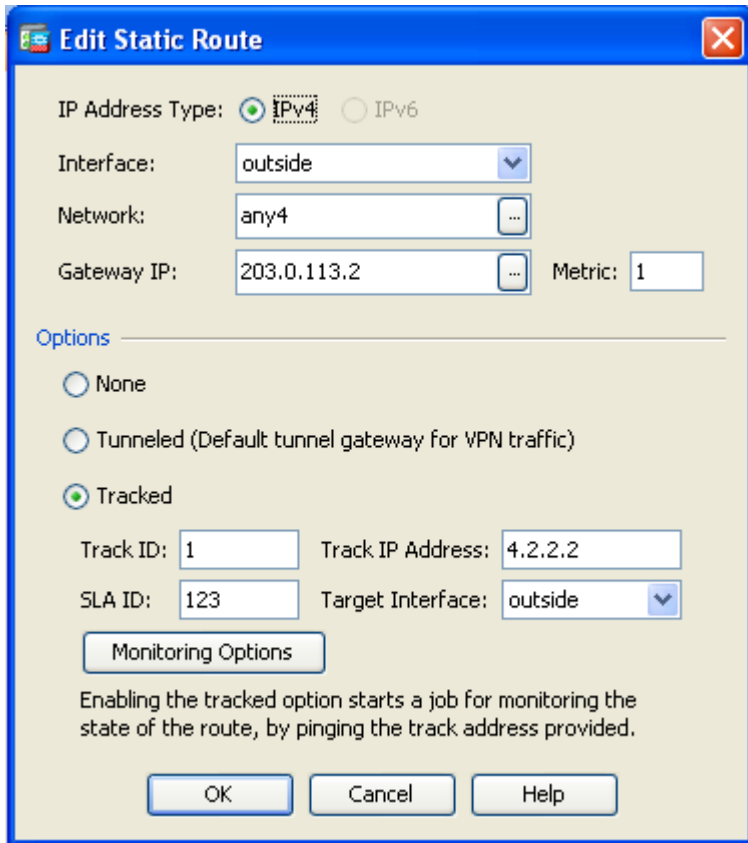 Edit Static Route
IP Address Type: IPv4 IPv6
Interface: outside
Network: any4 ...
Gateway IP: 203.0.113.2 ... Metric: 1
Options
None
Tunneled (Default tunnel gateway for VPN traffic)
Tracked
Track ID: 1 Track IP Address: 4.2.2.2
SLA ID: 123 Target Interface: outside
Monitoring Options
Enabling the tracked option starts a job for monitoring the
state of the route, by pinging the track address provided.
OK Cancel Help